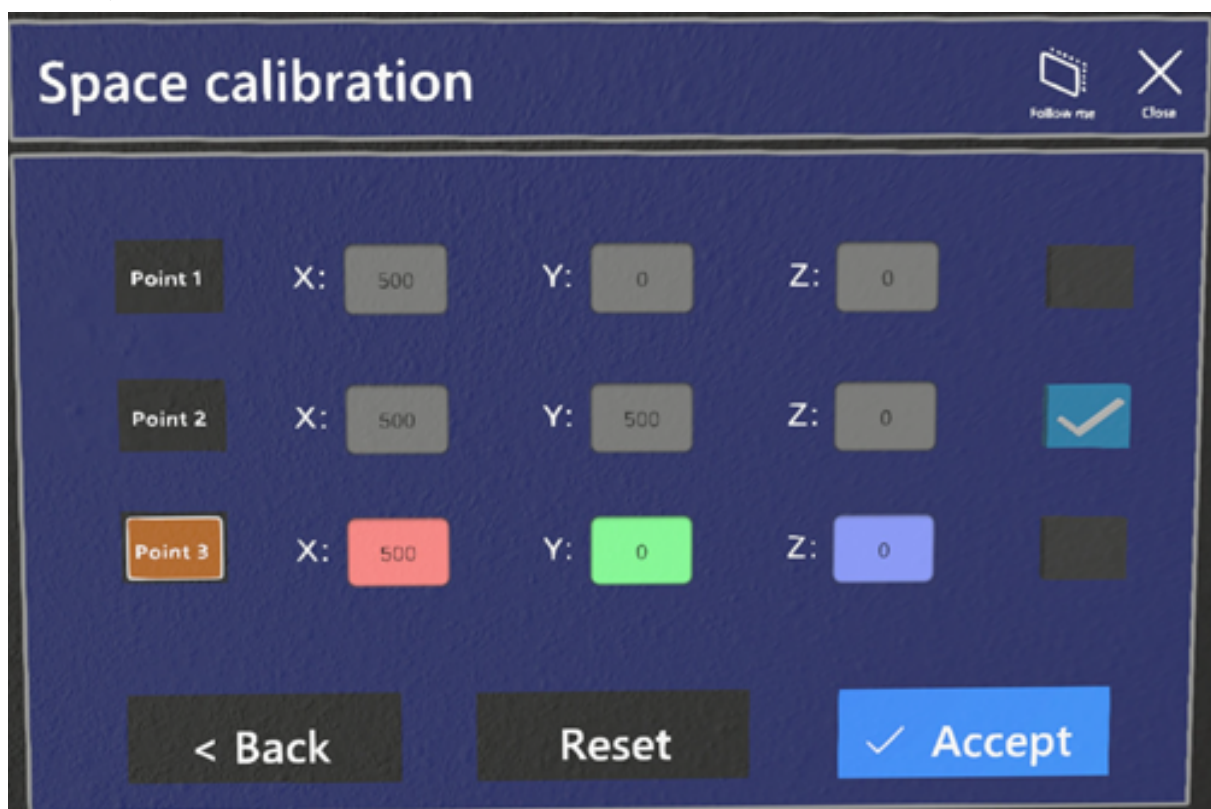 Space calibration
Follow me
Close
Point 1 X: 500 Y: 0 Z: 0
Point 2 X: 500 Y: 500 Z: 0
Point 3 X: 500 Y: 0 Z: 0
< Back
Reset
Accept